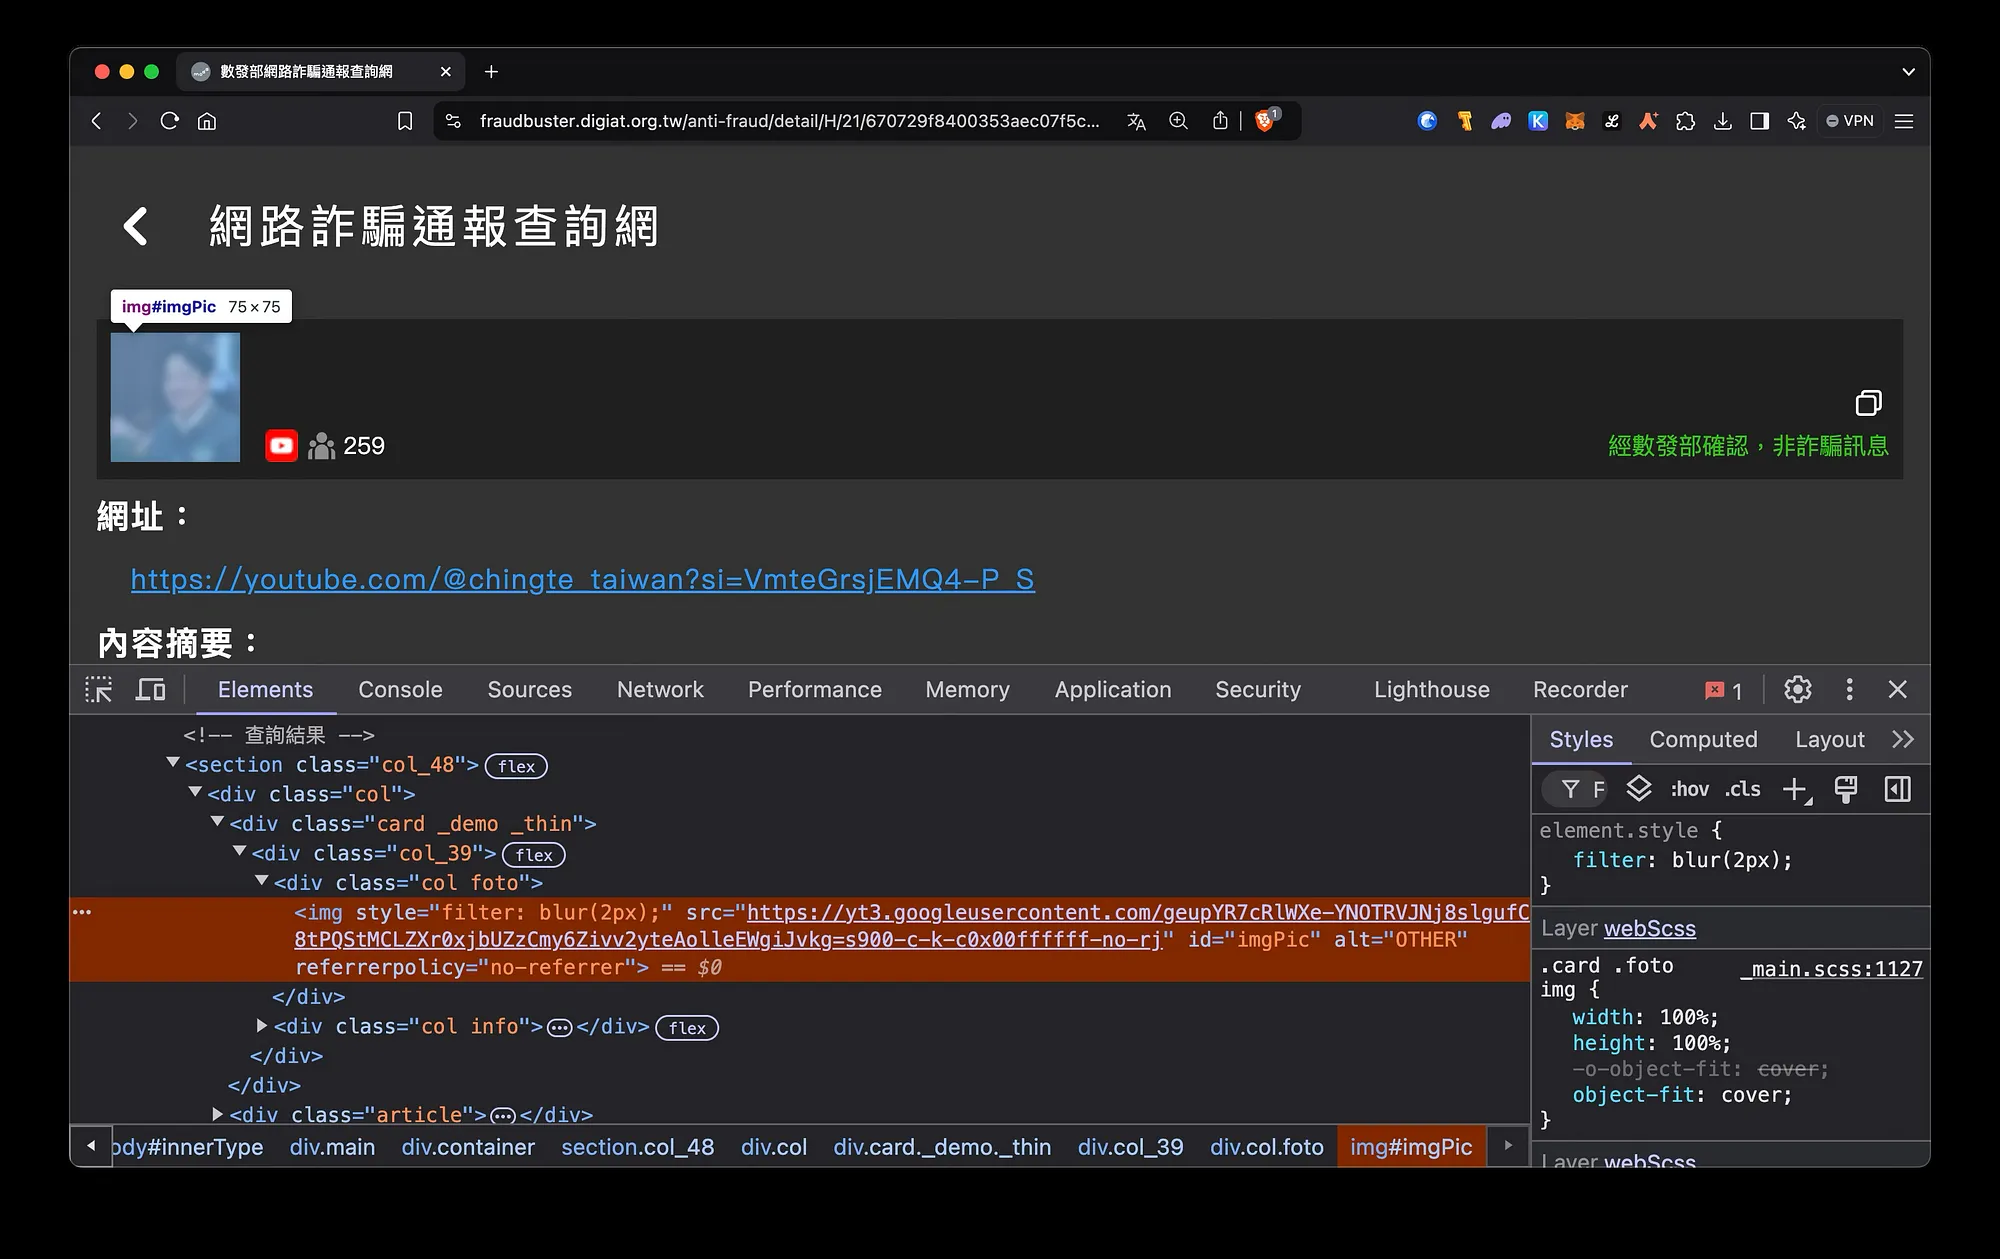 數發部網路詐騙通報查詢網
fraudbuster.digiat.org.tw/anti-fraud/detail/H/21/670729f8400353aec07f5c...
1
VPN
網路詐騙通報查詢網
img#imgPic 75×75
259
經數發部確認，非詐騙訊息
網址：
https://youtube.com/@chingte_taiwan?si=VmteGrsjEMQ4-P_S
內容摘要：
Elements Console Sources Network Performance Memory Application Security Lighthouse Recorder 1
<!-- 查詢結果 -->
<section class="col_48"> flex
<div class="col">
<div class="card _demo _thin">
<div class="col_39"> flex
<div class="col foto">
<img style="filter: blur(2px);" src="https://yt3.googleusercontent.com/geupYR7cRlWXe-YNOTRVJNj8slgufC
8tPQStMCLZXr0xjbUZzCmy6Zivv2yteAolleEWgiJvkg=s900-c-k-c0x00ffffff-no-rj" id="imgPic" alt="OTHER"
referrerpolicy="no-referrer"> == $0
</div>
<div class="col info"></div> flex
</div>
</div>
<div class="article"></div>
ody#innerType div.main div.container section.col_48 div.col div.card._demo._thin div.col_39 div.col.foto img#imgPic
Styles Computed Layout
F :hov .cls
element.style {
filter: blur(2px);
}
Layer webScss
.card .foto _main.scss:1127
img {
width: 100%;
height: 100%;
-o-object-fit: cover;
object-fit: cover;
}
Layer webScss